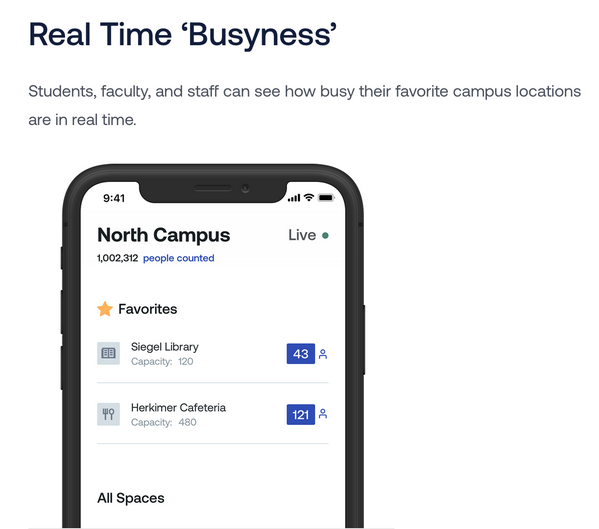 Real Time ‘Busyness’
Students, faculty, and staff can see how busy their favorite campus locations
are in real time.
9:41
North Campus
Live
1,002,312 people counted
Favorites
Siegel Library
43
Capacity: 120
Herkimer Cafeteria
121
Capacity: 480
All Spaces